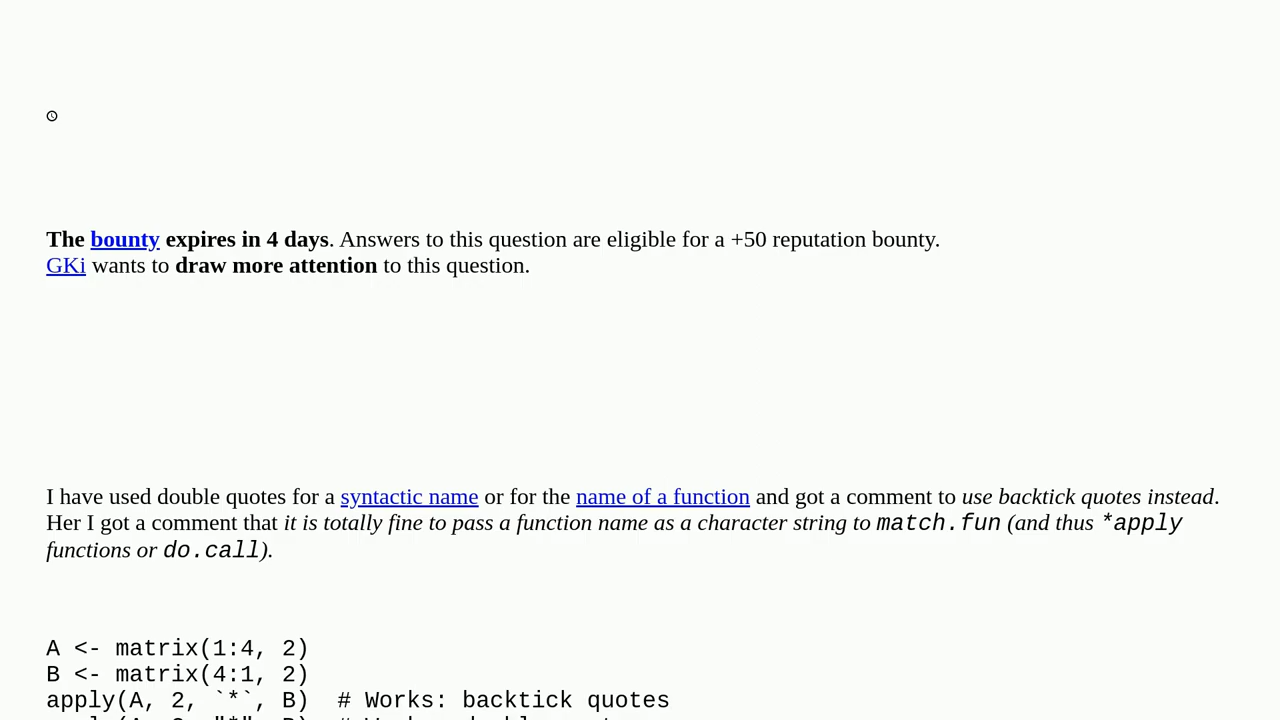 The bounty expires in 4 days. Answers to this question are eligible for a +50 reputation bounty.
GKi wants to draw more attention to this question.
I have used double quotes for a syntactic name or for the name of a function and got a comment to use backtick quotes instead.
Her I got a comment that it is totally fine to pass a function name as a character string to match.fun (and thus *apply
functions or do.call).
A <- matrix(1:4, 2)
B <- matrix(4:1, 2)
apply(A, 2, `*`, B)  # Works: backtick quotes